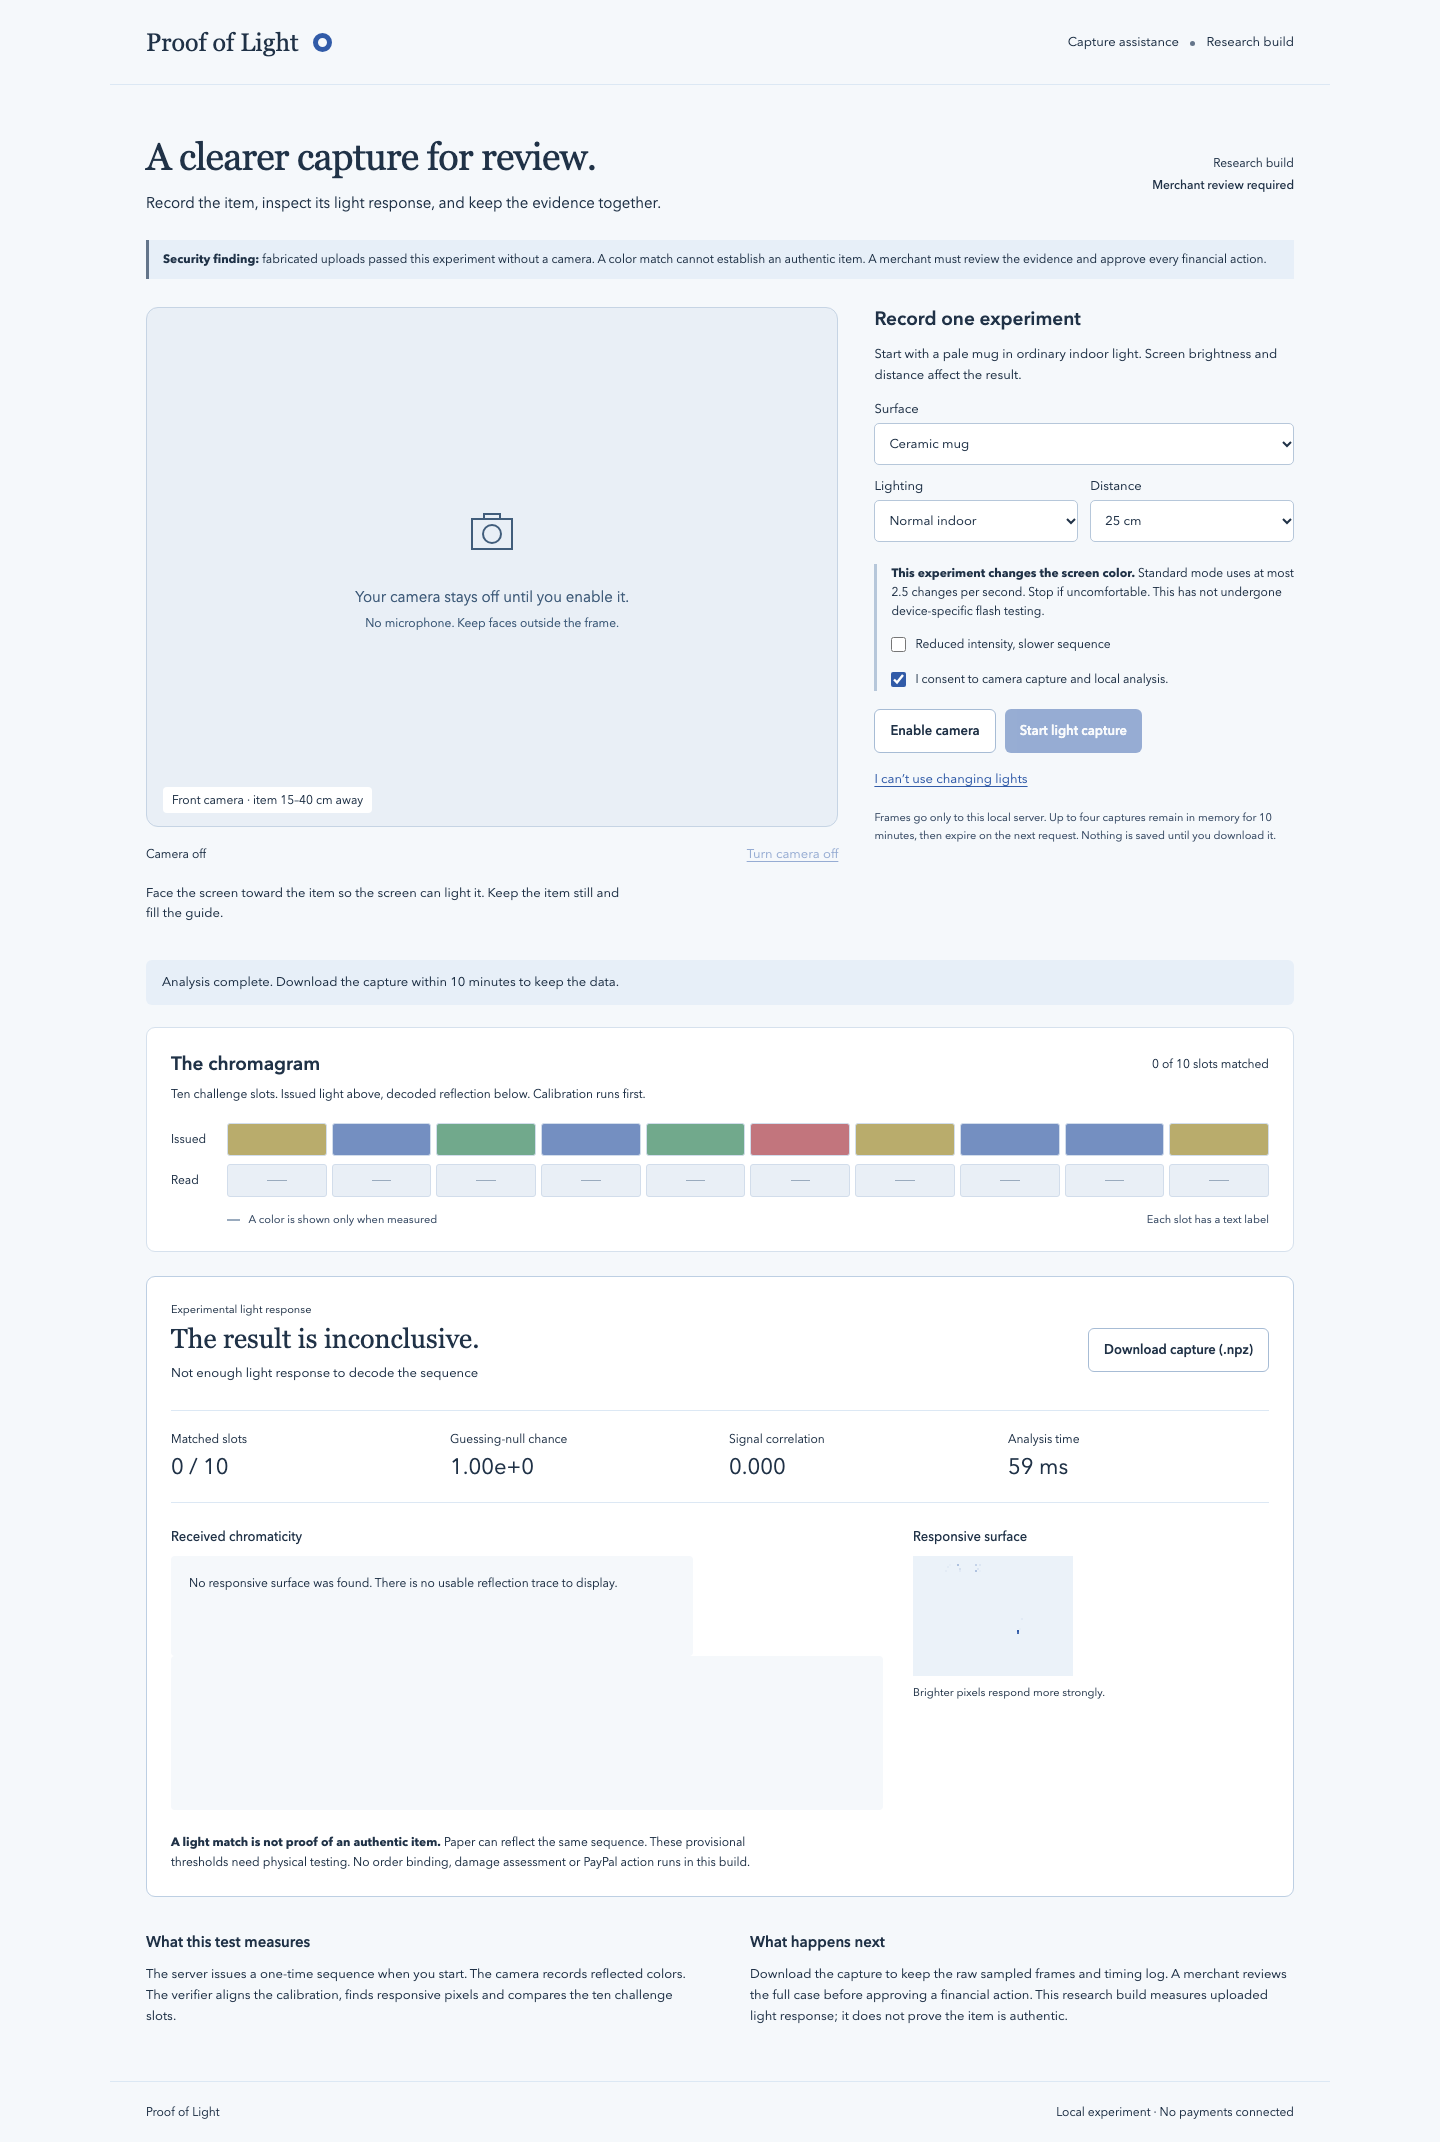 Proof of Light
Capture assistance • Research build
A clearer capture for review.
Record the item, inspect its light response, and keep the evidence together.
Research build
Merchant review required
Security finding: fabricated uploads passed this experiment without a camera. A color match cannot establish an authentic item. A merchant must review the evidence and approve every financial action.
Your camera stays off until you enable it.
No microphone. Keep faces outside the frame.
Front camera · item 15–40 cm away
Camera off
Turn camera off
Face the screen toward the item so the screen can light it. Keep the item still and
fill the guide.
Record one experiment
Start with a pale mug in ordinary indoor light. Screen brightness and
distance affect the result.
Surface
Ceramic mug
Lighting
Distance
Normal indoor
25 cm
This experiment changes the screen color. Standard mode uses at most
2.5 changes per second. Stop if uncomfortable. This has not undergone
device-specific flash testing.
Reduced intensity, slower sequence
I consent to camera capture and local analysis.
Enable camera
Start light capture
I can't use changing lights
Frames go only to this local server. Up to four captures remain in memory for 10
minutes, then expire on the next request. Nothing is saved until you download it.
Analysis complete. Download the capture within 10 minutes to keep the data.
The chromagram
0 of 10 slots matched
Ten challenge slots. Issued light above, decoded reflection below. Calibration runs first.
Issued
Read
— A color is shown only when measured
Each slot has a text label
Experimental light response
The result is inconclusive.
Not enough light response to decode the sequence
Download capture (.npz)
Matched slots
0 / 10
Guessing-null chance
1.00e+0
Signal correlation
0.000
Analysis time
59 ms
Received chromaticity
No responsive surface was found. There is no usable reflection trace to display.
Responsive surface
Brighter pixels respond more strongly.
A light match is not proof of an authentic item. Paper can reflect the same sequence. These provisional
thresholds need physical testing. No order binding, damage assessment or PayPal action runs in this build.
What this test measures
The server issues a one-time sequence when you start. The camera records reflected colors.
The verifier aligns the calibration, finds responsive pixels and compares the ten challenge
slots.
What happens next
Download the capture to keep the raw sampled frames and timing log. A merchant reviews
the full case before approving a financial action. This research build measures uploaded
light response; it does not prove the item is authentic.
Proof of Light
Local experiment · No payments connected